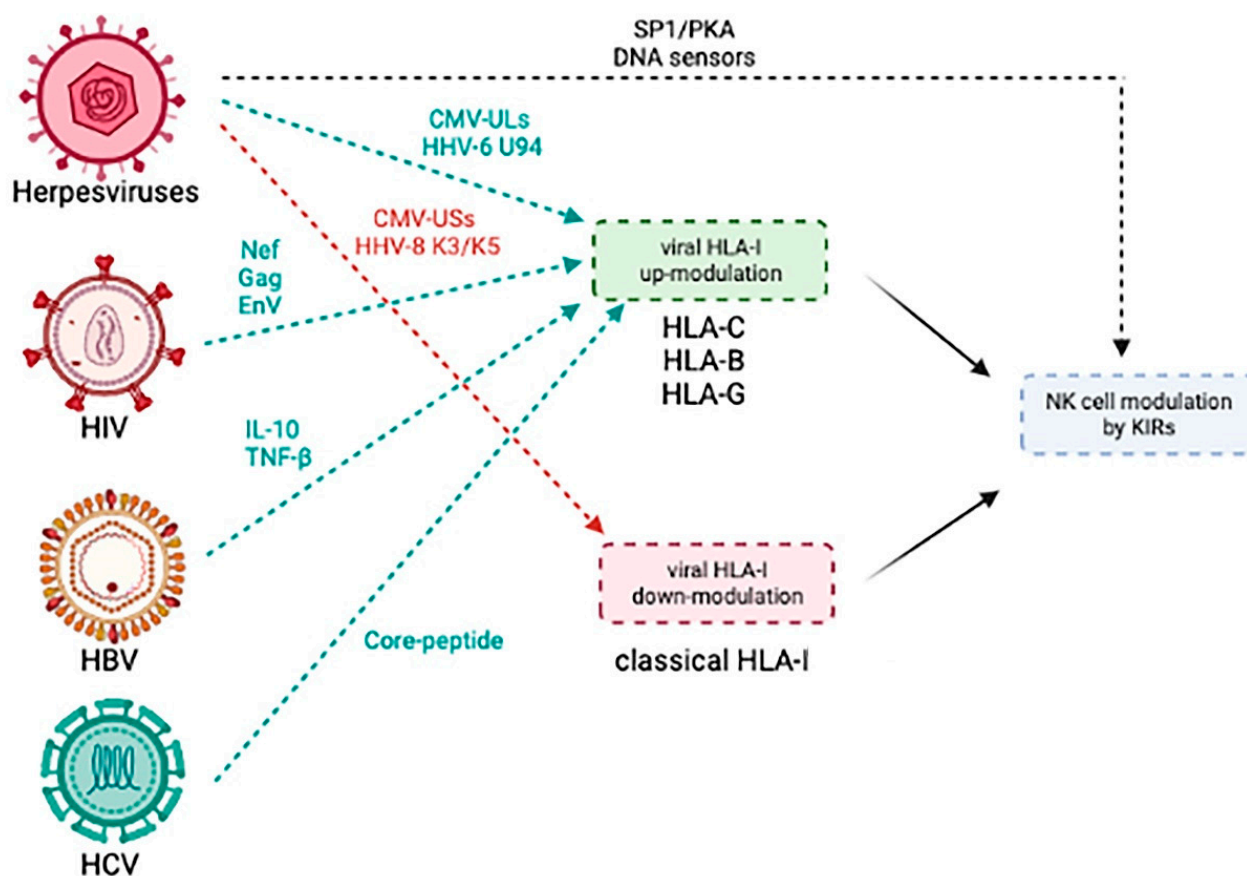 SP1/PKA
DNA sensors
CMV-ULs
HHV-6 U94
Herpesviruses
CMV-USs
HHV-8 K3/K5
viral HLA-I
up-modulation
Nef
Gag
EnV
HLA-C
HLA-B
HLA-G
HIV
NK cell modulation
by KIRs
IL-10
TNF-β
viral HLA-I
down-modulation
HBV
Core-peptide
classical HLA-I
HCV